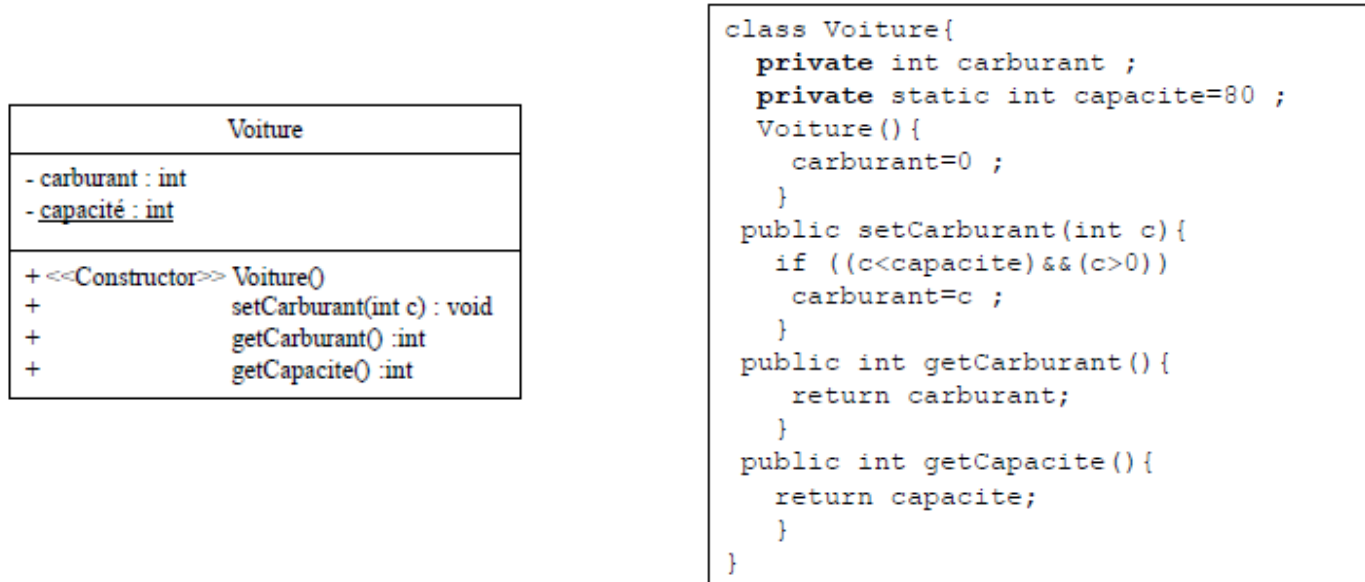 Voiture
- carburant : int
- capacité : int
+ <<Constructor>> Voiture()
+ setCarburant(int c) : void
+ getCarburant() :int
+ getCapacite() :int
class Voiture{
private int carburant ;
private static int capacite=80 ;
Voiture(){
carburant=0 ;
}
public setCarburant(int c){
if ((c<capacite)&&(c>0))
carburant=c ;
}
public int getCarburant(){
return carburant;
}
public int getCapacite(){
return capacite;
}
}